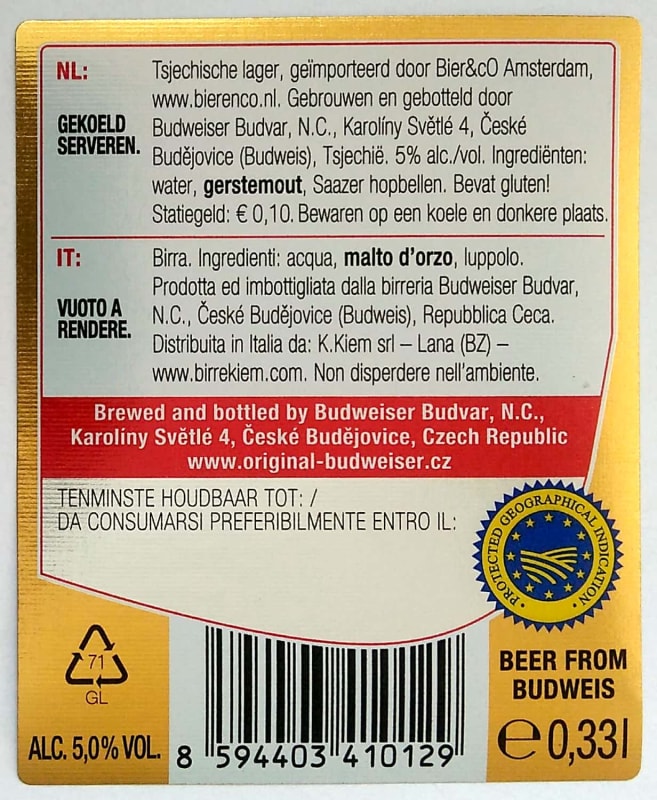 NL:
GEKOELD
SERVEREN.
Tsjechische lager, geïmporteerd door Bier&cO Amsterdam,
www.bierenco.nl. Gebrouwen en gebotteld door
Budweiser Budvar, N.C., Karolíny Světlé 4, České
Budějovice (Budweis), Tsjechië. 5% alc./vol. Ingrediënten:
water, gerstemout, Saazer hopbellen. Bevat gluten!
Statiegeld: € 0,10. Bewaren op een koele en donkere plaats.
IT:
VUOTO A
RENDERE.
Birra. Ingredienti: acqua, malto d'orzo, luppolo.
Prodotta ed imbottigliata dalla birreria Budweiser Budvar,
N.C., České Budějovice (Budweis), Repubblica Ceca.
Distribuita in Italia da: K.Kiem srl – Lana (BZ) –
www.birrekiem.com. Non disperdere nell'ambiente.
Brewed and bottled by Budweiser Budvar, N.C.,
Karolíny Světlé 4, České Budějovice, Czech Republic
www.original-budweiser.cz
TENMINSTE HOUDBAAR TOT: /
DA CONSUMARSI PREFERIBILMENTE ENTRO IL:
• PROTECTED GEOGRAPHICAL INDICATION •
71
GL
ALC. 5,0% VOL.
8 594403 410129
BEER FROM
BUDWEIS
℮ 0,33l